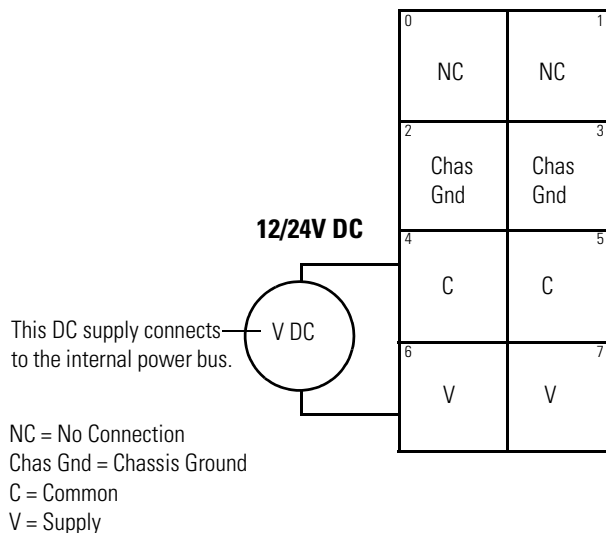 0 1
NC NC
2 3
Chas Chas
Gnd Gnd
12/24V DC
4 5
C C
This DC supply connects
to the internal power bus.
V DC
6 7
V V
NC = No Connection
Chas Gnd = Chassis Ground
C = Common
V = Supply